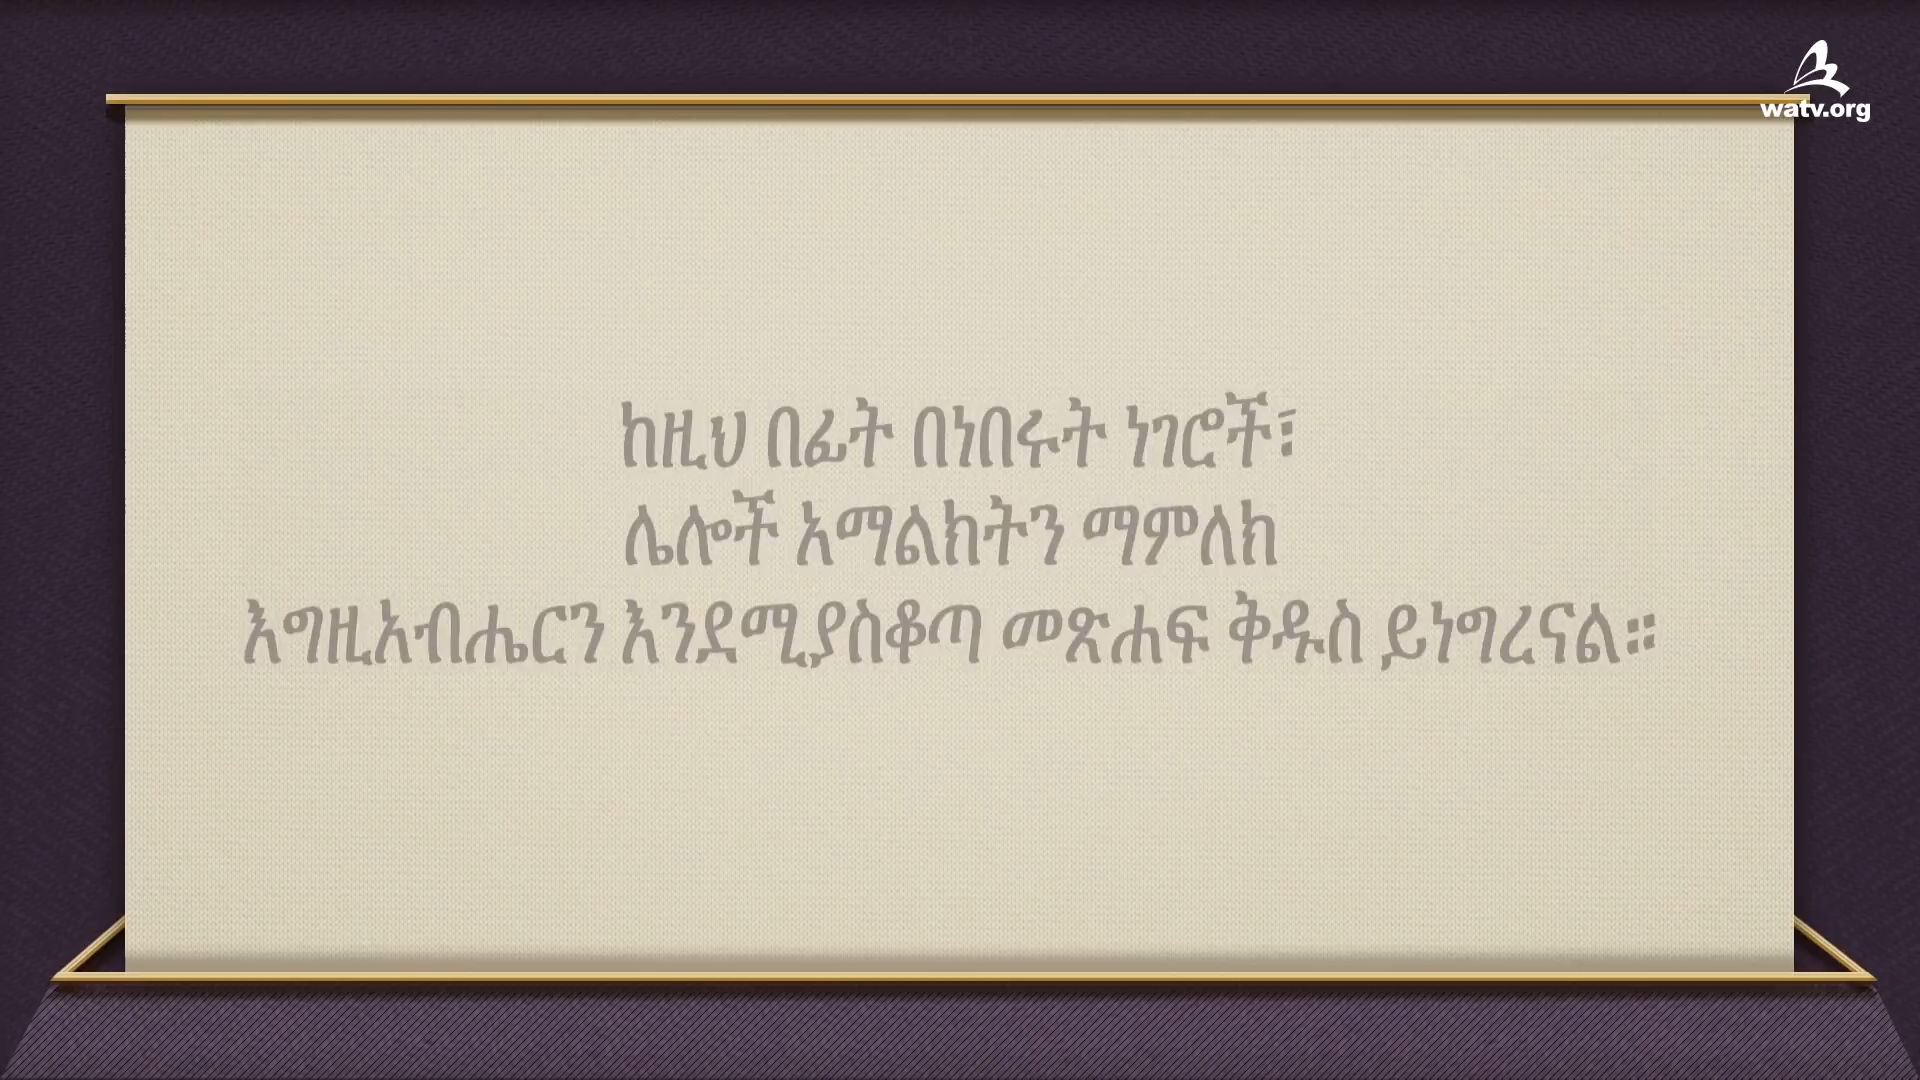 watv.org
ከዚህ በፊት በነበሩት ነገሮች፣
ሌሎች አማልክትን ማምለክ
እግዚአብሔርን እንደሚያስቆጣ መጽሐፍ ቅዱስ ይነግረናል።